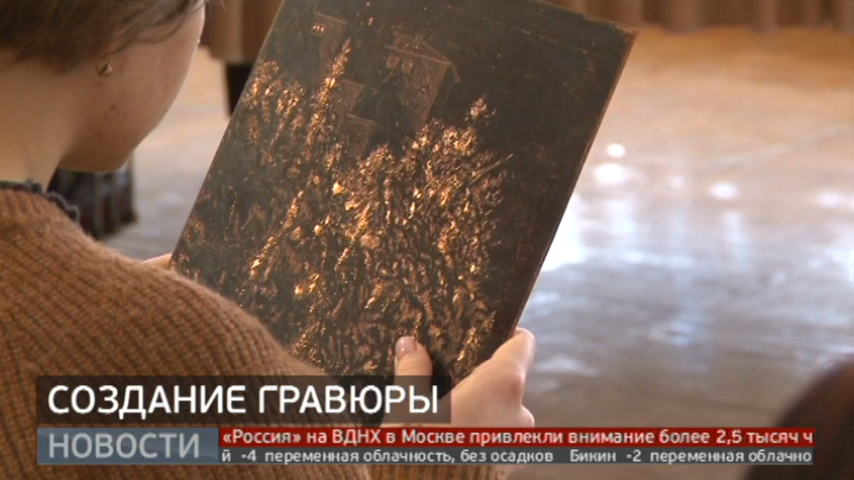 СОЗДАНИЕ ГРАВЮРЫ
НОВОСТИ
«Россия» на ВДНХ в Москве привлекли внимание более 2,5 тысяч ч
й -4 переменная облачность, без осадков Бикин -2 переменная облачно